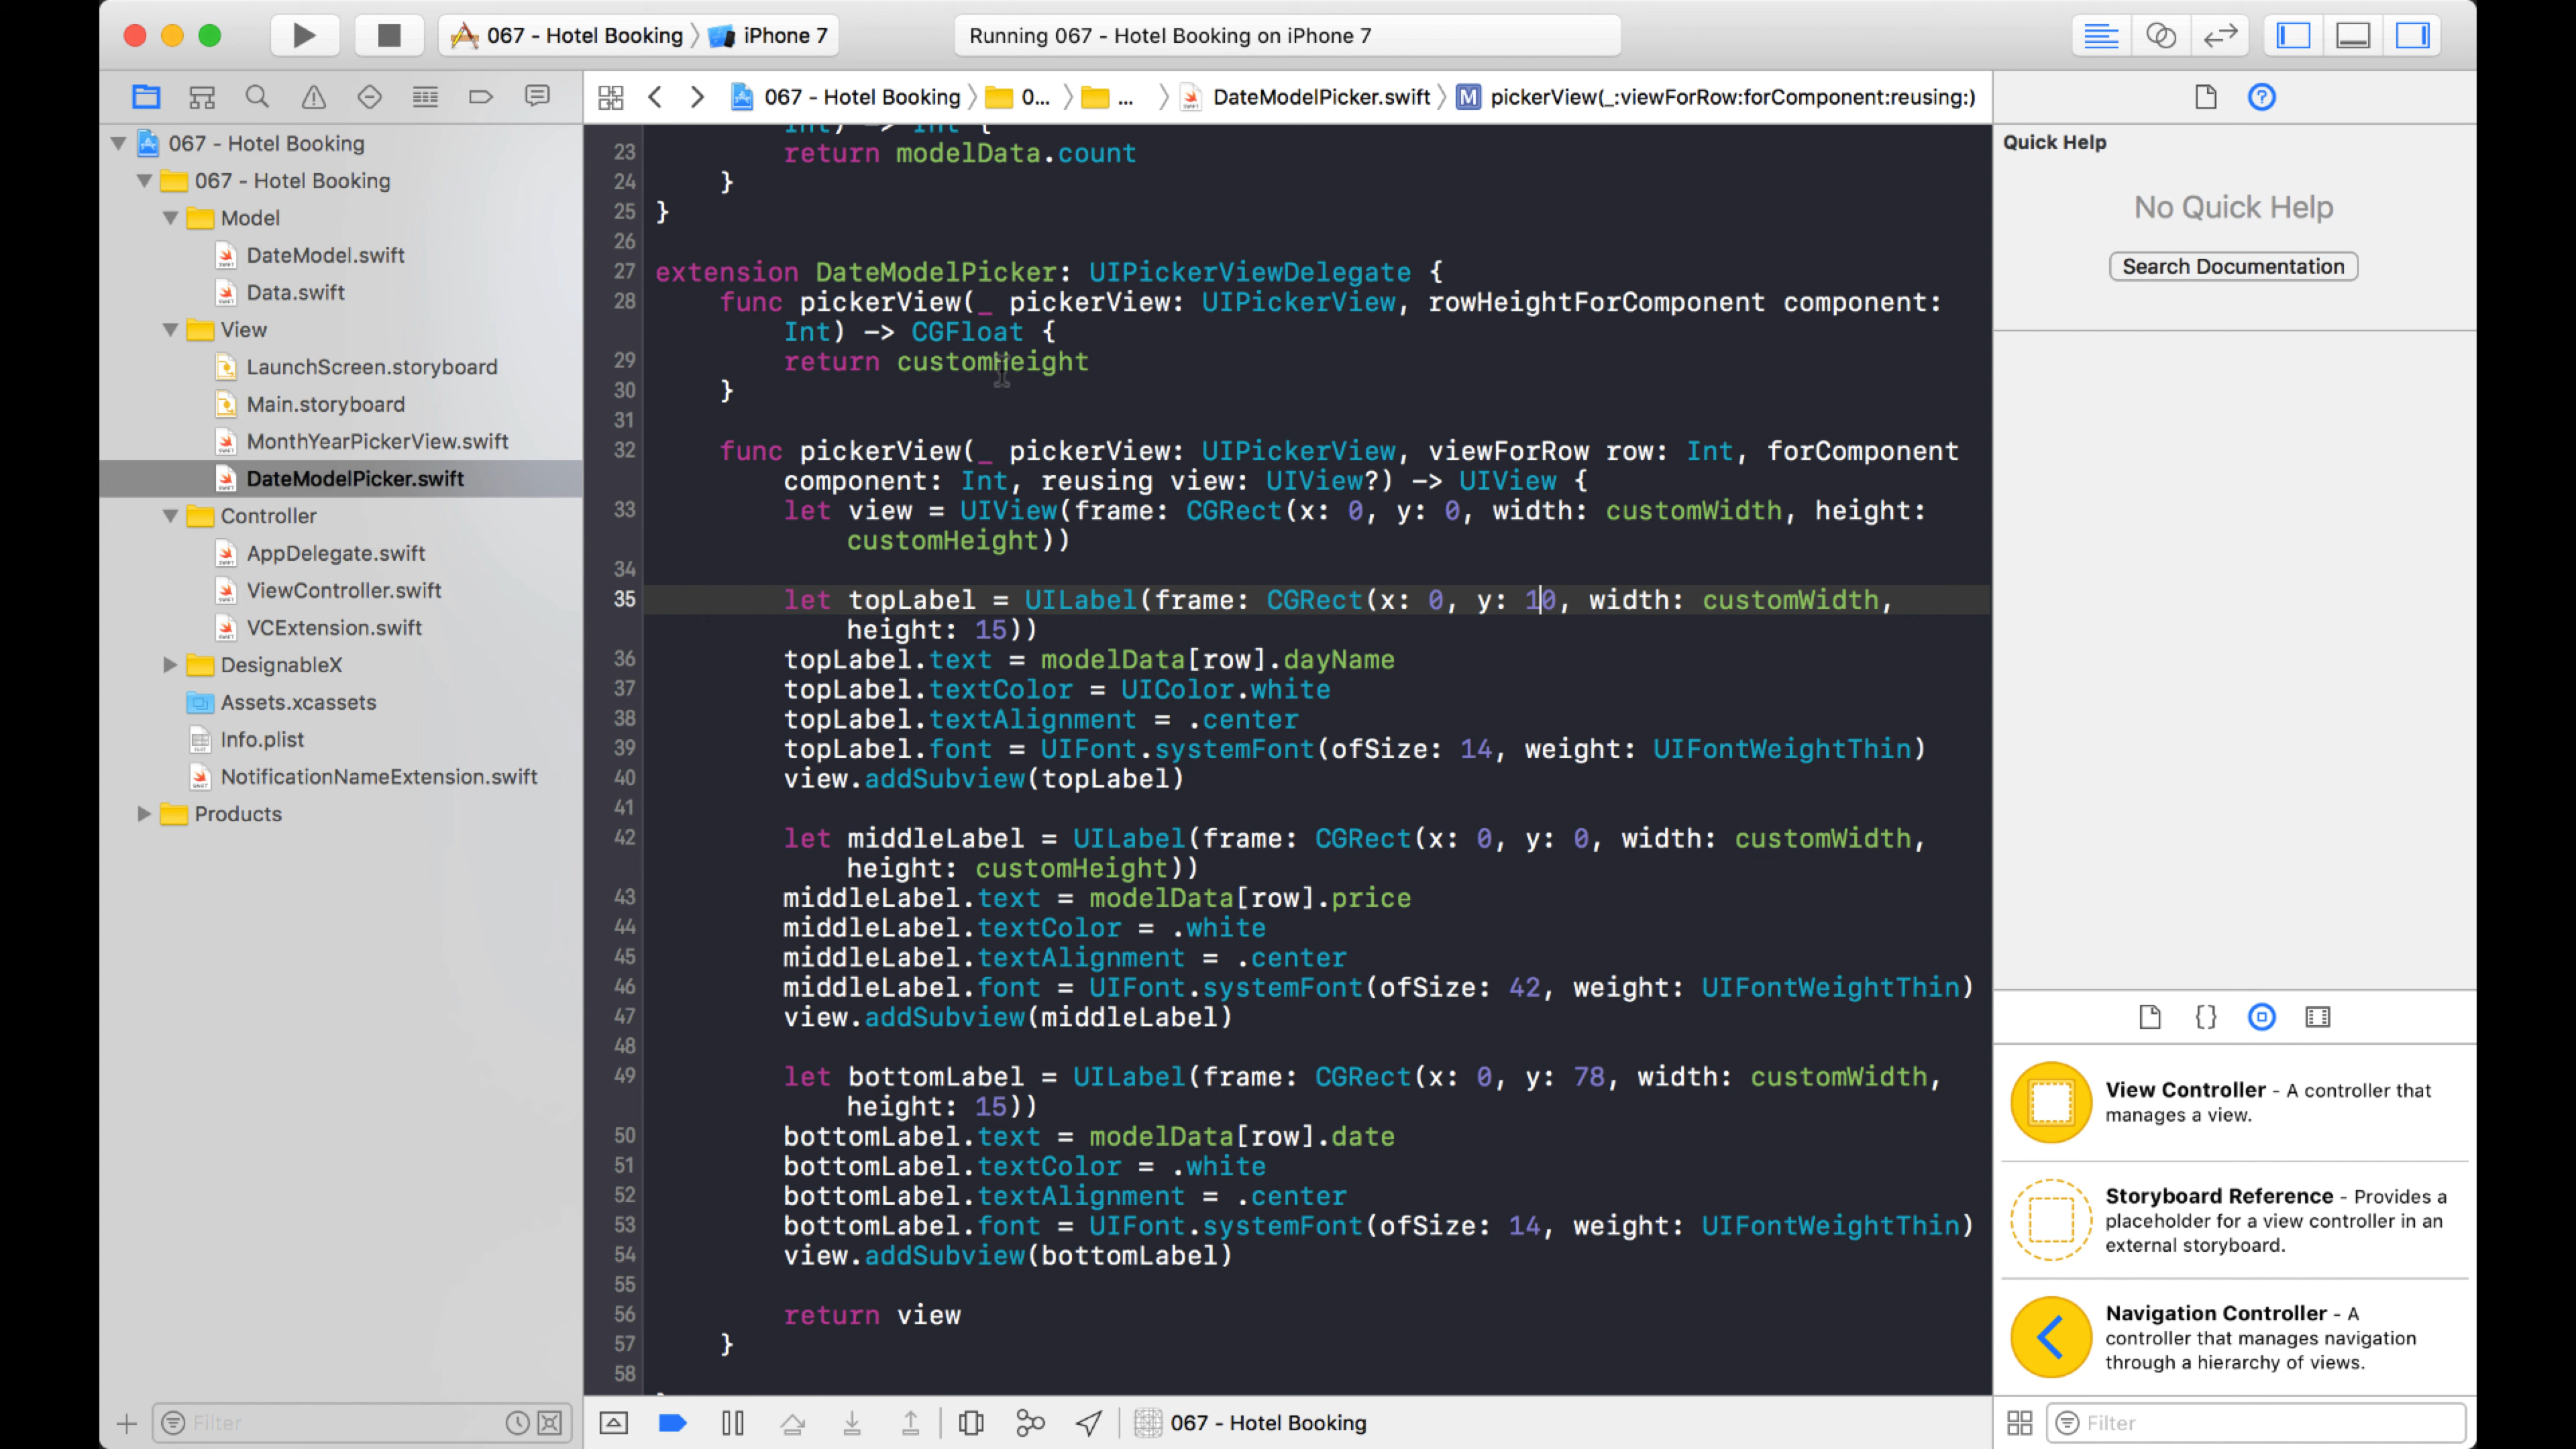 067 - Hotel Booking
iPhone 7
Running 067 - Hotel Booking on iPhone 7
067 - Hotel Booking
0...
...
DateModelPicker.swift
M
pickerView(_:viewForRow:forComponent:reusing:)
067 - Hotel Booking
067 - Hotel Booking
Model
DateModel.swift
Data.swift
View
LaunchScreen.storyboard
Main.storyboard
MonthYearPickerView.swift
DateModelPicker.swift
Controller
AppDelegate.swift
ViewController.swift
VCExtension.swift
DesignableX
Assets.xcassets
Info.plist
NotificationNameExtension.swift
Products
Filter
Int) -> Int {
23 return modelData.count
24 }
25 }
26
27 extension DateModelPicker: UIPickerViewDelegate {
28 func pickerView(_ pickerView: UIPickerView, rowHeightForComponent component:
Int) -> CGFloat {
29 return customHeight
30 }
31
32 func pickerView(_ pickerView: UIPickerView, viewForRow row: Int, forComponent
component: Int, reusing view: UIView?) -> UIView {
33 let view = UIView(frame: CGRect(x: 0, y: 0, width: customWidth, height:
customHeight))
34
35 let topLabel = UILabel(frame: CGRect(x: 0, y: 10, width: customWidth,
height: 15))
36 topLabel.text = modelData[row].dayName
37 topLabel.textColor = UIColor.white
38 topLabel.textAlignment = .center
39 topLabel.font = UIFont.systemFont(ofSize: 14, weight: UIFontWeightThin)
40 view.addSubview(topLabel)
41
42 let middleLabel = UILabel(frame: CGRect(x: 0, y: 0, width: customWidth,
height: customHeight))
43 middleLabel.text = modelData[row].price
44 middleLabel.textColor = .white
45 middleLabel.textAlignment = .center
46 middleLabel.font = UIFont.systemFont(ofSize: 42, weight: UIFontWeightThin)
47 view.addSubview(middleLabel)
48
49 let bottomLabel = UILabel(frame: CGRect(x: 0, y: 78, width: customWidth,
height: 15))
50 bottomLabel.text = modelData[row].date
51 bottomLabel.textColor = .white
52 bottomLabel.textAlignment = .center
53 bottomLabel.font = UIFont.systemFont(ofSize: 14, weight: UIFontWeightThin)
54 view.addSubview(bottomLabel)
55
56 return view
57 }
58
067 - Hotel Booking
Quick Help
No Quick Help
Search Documentation
View Controller - A controller that
manages a view.
Storyboard Reference - Provides a
placeholder for a view controller in an
external storyboard.
Navigation Controller - A
controller that manages navigation
through a hierarchy of views.
Filter